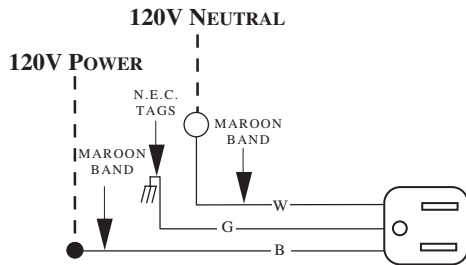 120V NEUTRAL
120V POWER
N.E.C.
TAGS
MAROON
BAND
MAROON
BAND
W
G
B